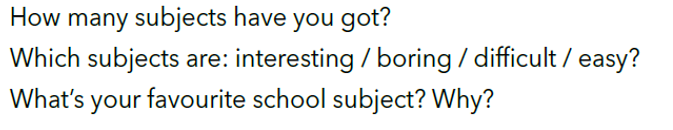 How many subjects have you got?
Which subjects are: interesting / boring / difficult / easy?
What's your favourite school subject? Why?